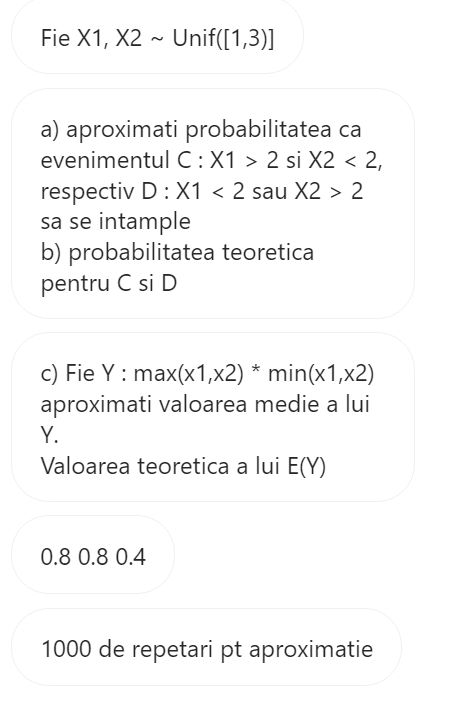 Fie X1, X2 ~ Unif([1,3)]
a) aproximati probabilitatea ca
evenimentul C : X1 > 2 si X2 < 2,
respectiv D : X1 < 2 sau X2 > 2
sa se intample
b) probabilitatea teoretica
pentru C si D
c) Fie Y : max(x1,x2) * min(x1,x2)
aproximati valoarea medie a lui
Y.
Valoarea teoretica a lui E(Y)
0.8 0.8 0.4
1000 de repetari pt aproximatie